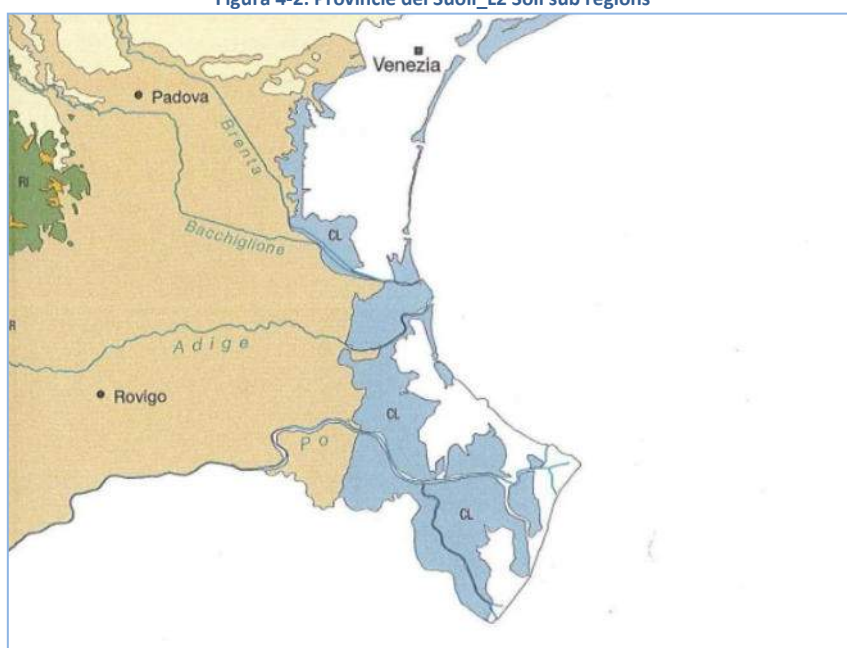 Figura 4-2. Provincie dei Suoli_L2 Soil sub regions
Venezia
Padova
Brenta
RI
Bacchiglione
CL
R
Adige
Rovigo
CL
Po
CL